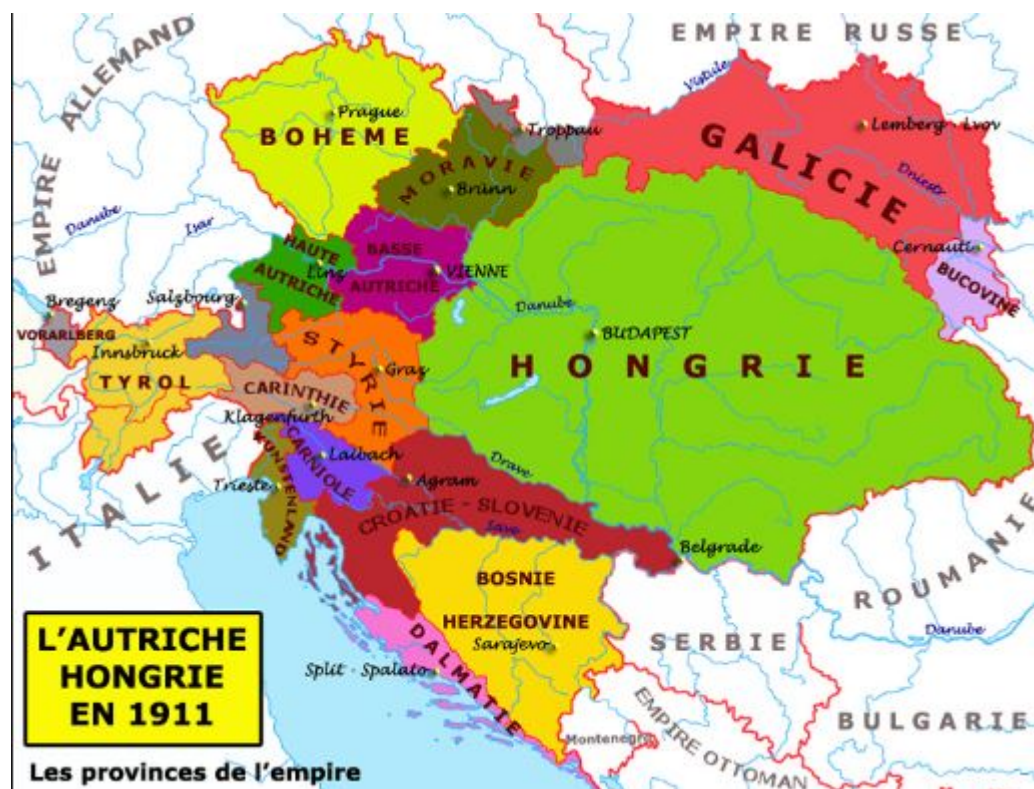 EMPIRE ALLEMAND
EMPIRE RUSSE
Vistule
Prague
BOHEME
Troppau
Lemberg - Lvov
GALICIE
MORAVIE
Brünn
Dniestr
Danube
Isar
HAUTE
AUTRICHE
Linz
BASSE
AUTRICHE
VIENNE
Cernauti
BUCOVINE
Bregenz
Salzbourg
VORARLBERG
Innsbruck
TYROL
STYRIE
Graz
Danube
BUDAPEST
HONGRIE
CARINTHIE
Klagenfurth
CARNIOLE
Laibach
KUNSTENLAND
Trieste
ITALIE
Drave
Agram
CROATIE - SLOVENIE
Save
Belgrade
ROUMANIE
BOSNIE
HERZEGOVINE
Sarajevo
SERBIE
Danube
DALMATIE
Split - Spalato
BULGARIE
Montenegro
EMPIRE OTTOMAN
L'AUTRICHE
HONGRIE
EN 1911
Les provinces de l'empire